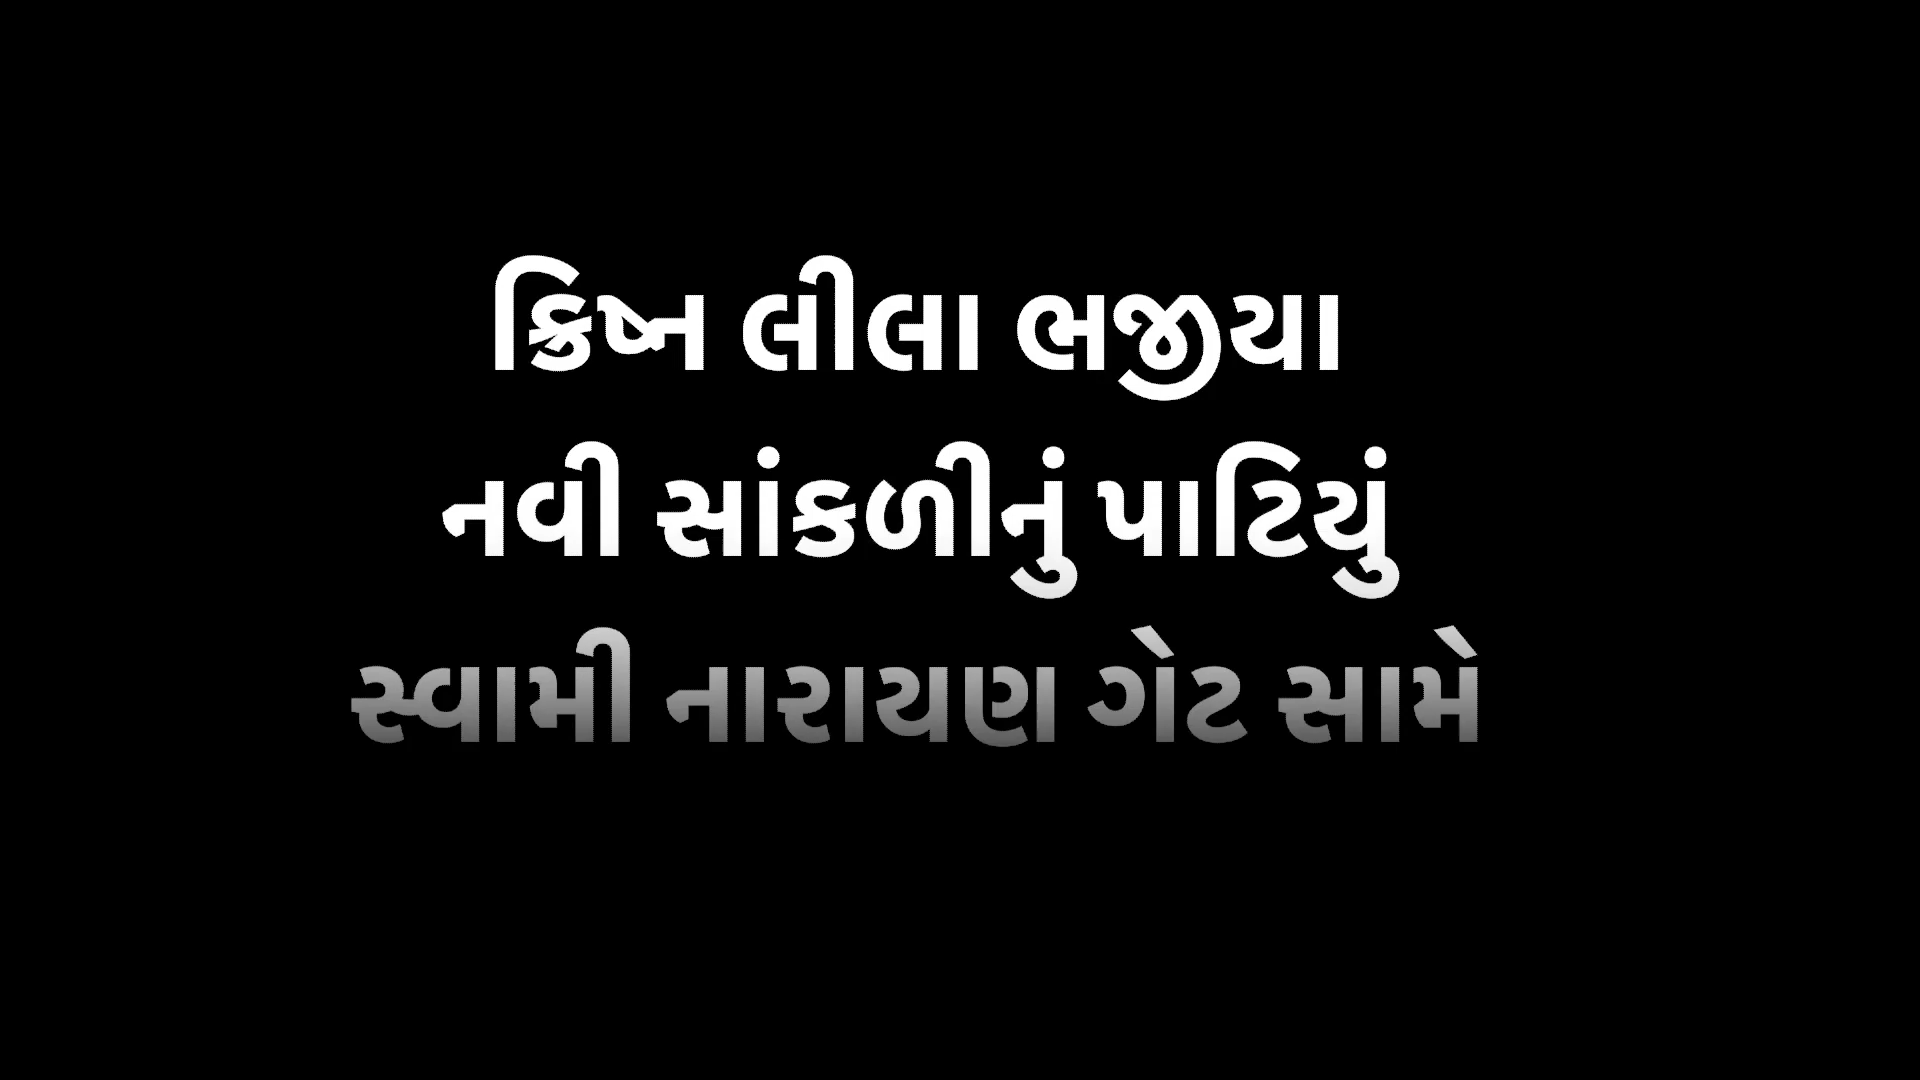 ક્રિષ્ન લીલા ભજીયા
નવી સાંકળીનું પાટિયું
સ્વામી નારાયણ ગેટ સામે